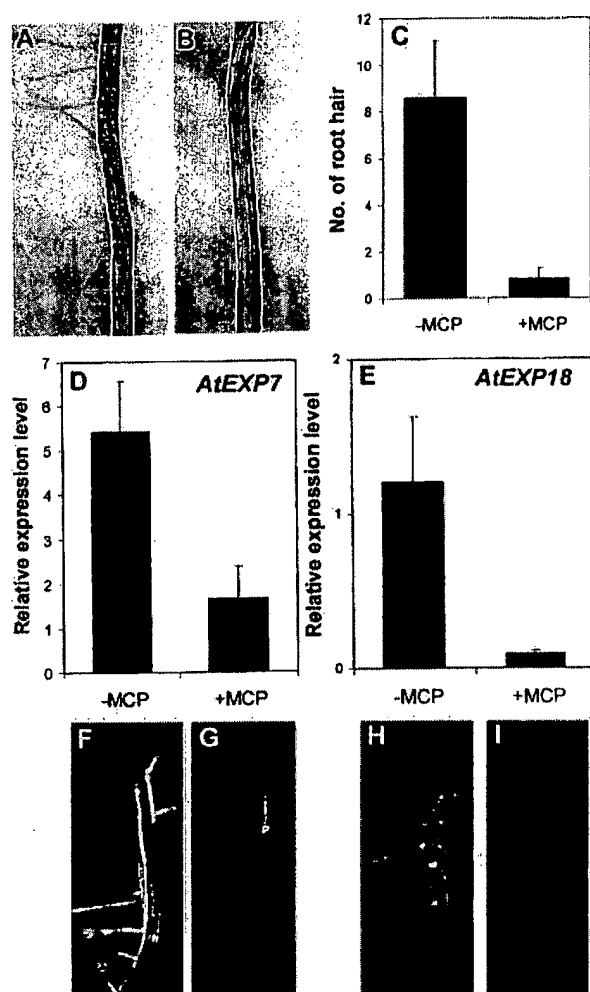 A
B
C
No. of root hair
12
10
8
6
4
2
0
-MCP
+MCP
D
AtEXP7
Relative expression level
7
6
5
4
3
2
1
0
-MCP
+MCP
E
AtEXP18
Relative expression level
2
1
0
-MCP
+MCP
F
G
H
I